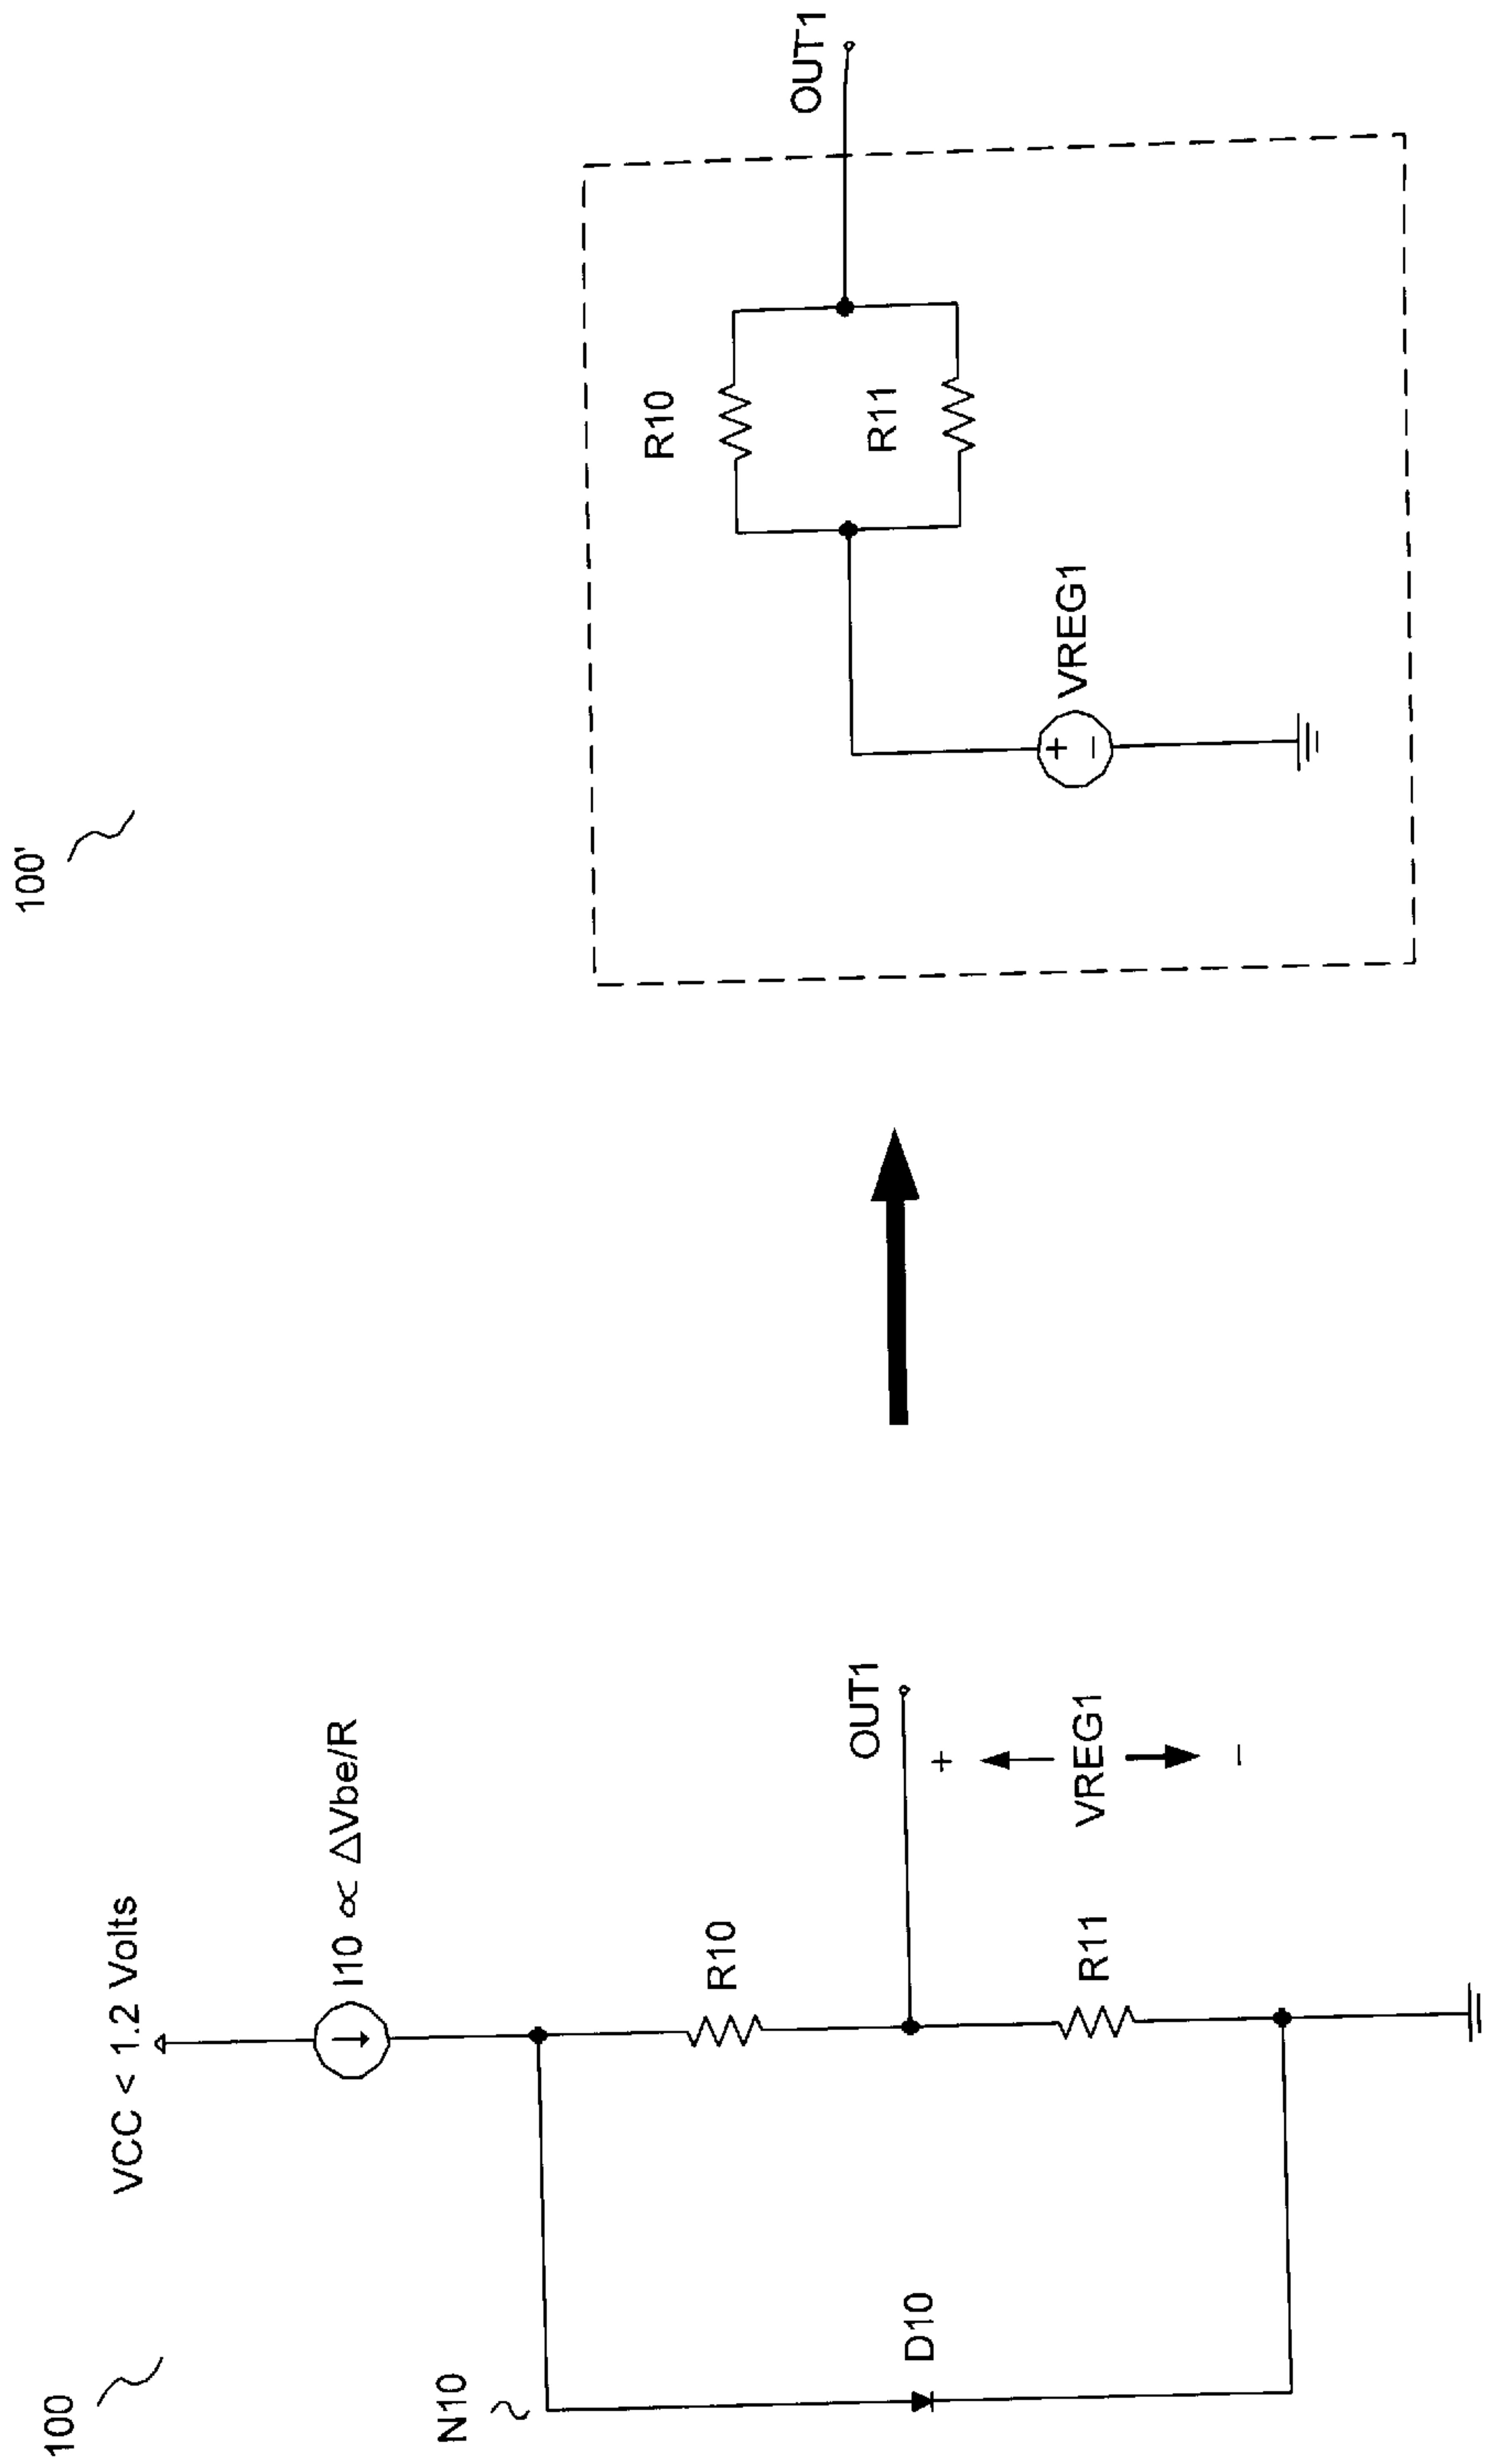 100
VCC < 1.2 Volts
I10 ∝ ΔVbe/R
N10
R10
OUT1
+
D10
VREG1
R11
−
100'
OUT1
R10
R11
+
VREG1
−